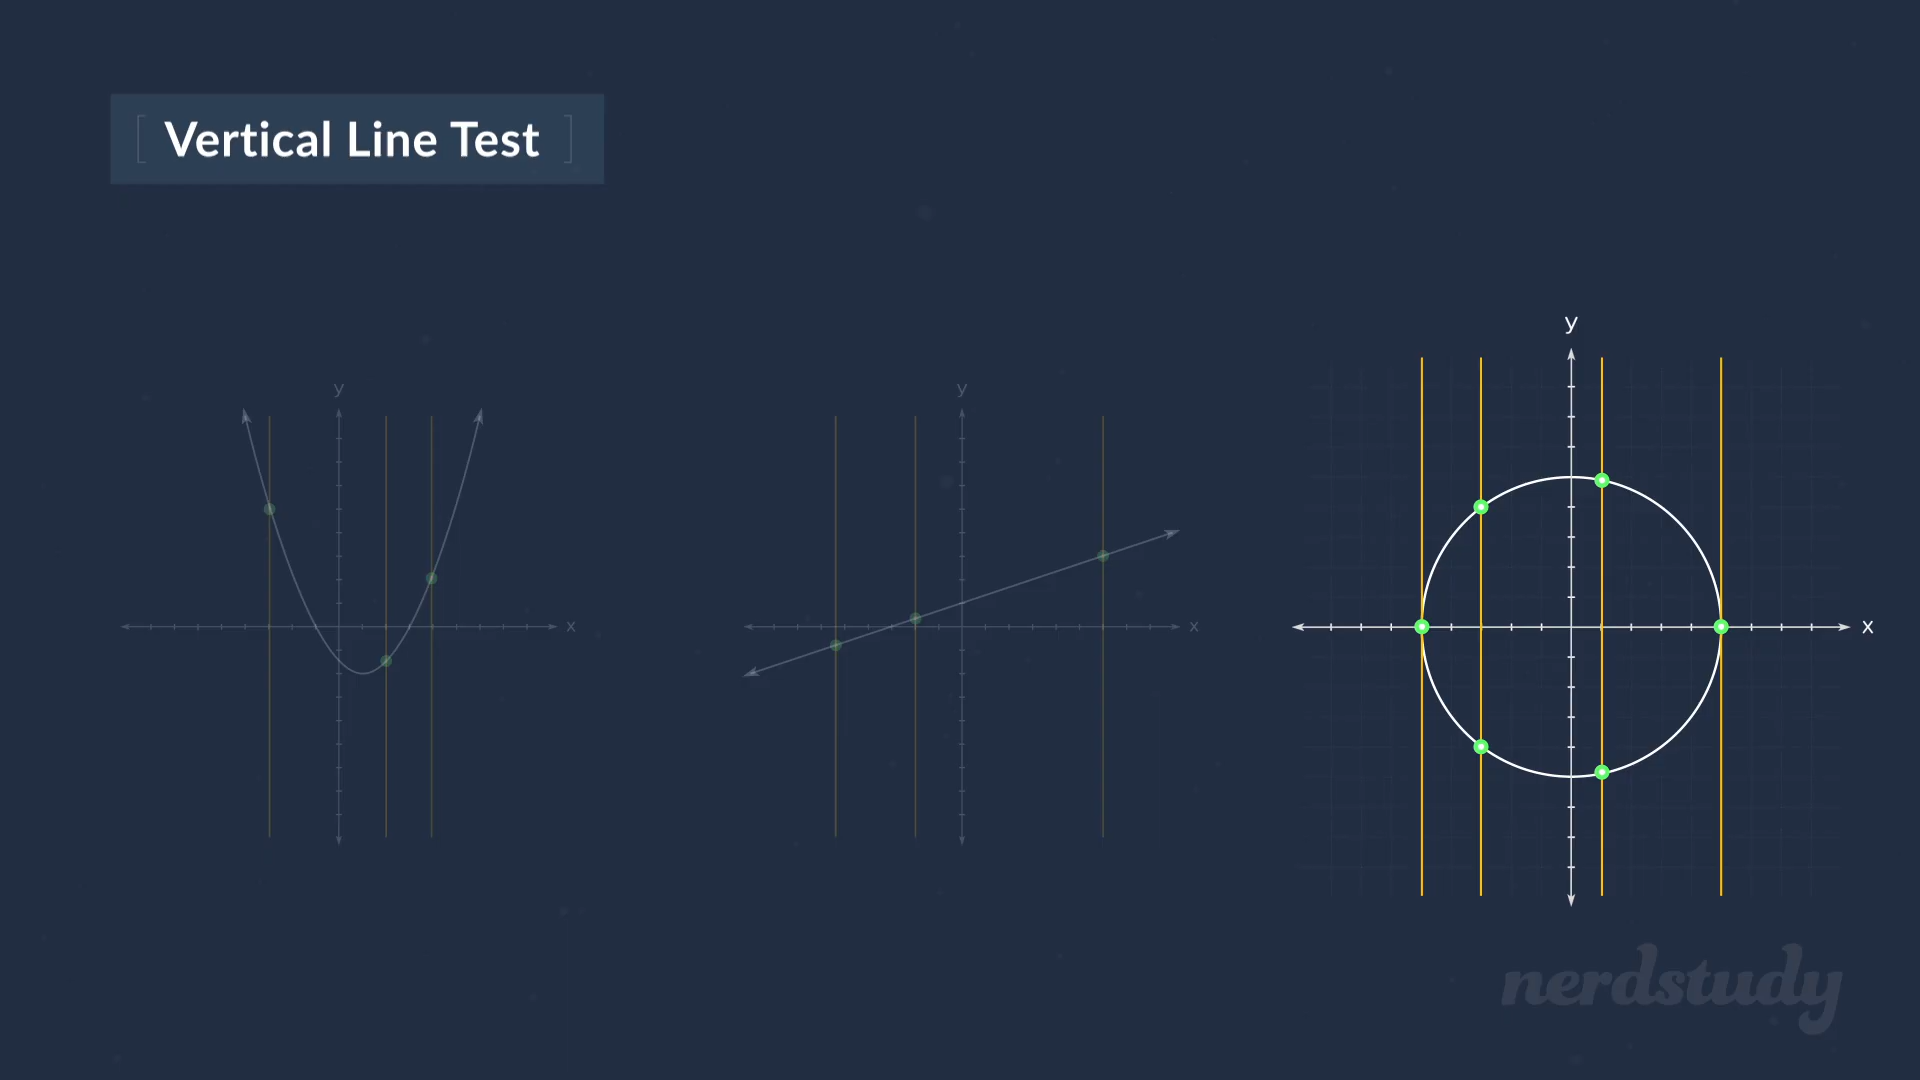 [ Vertical Line Test ]
y
y
y
x
x
x
nerdstudy